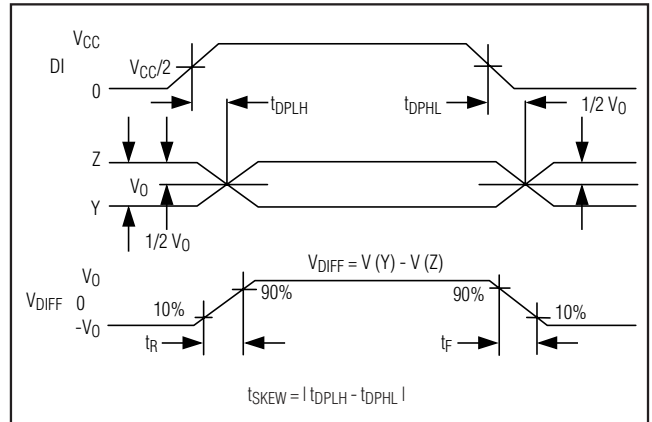 VCC
DI
VCC/2
0
tDPLH
tDPHL
1/2 VO
Z
VO
Y
1/2 VO
VDIFF = V (Y) - V (Z)
VO
VDIFF 0
-VO
10%
90%
90%
10%
tR
tF
tSKEW = | tDPLH - tDPHL |